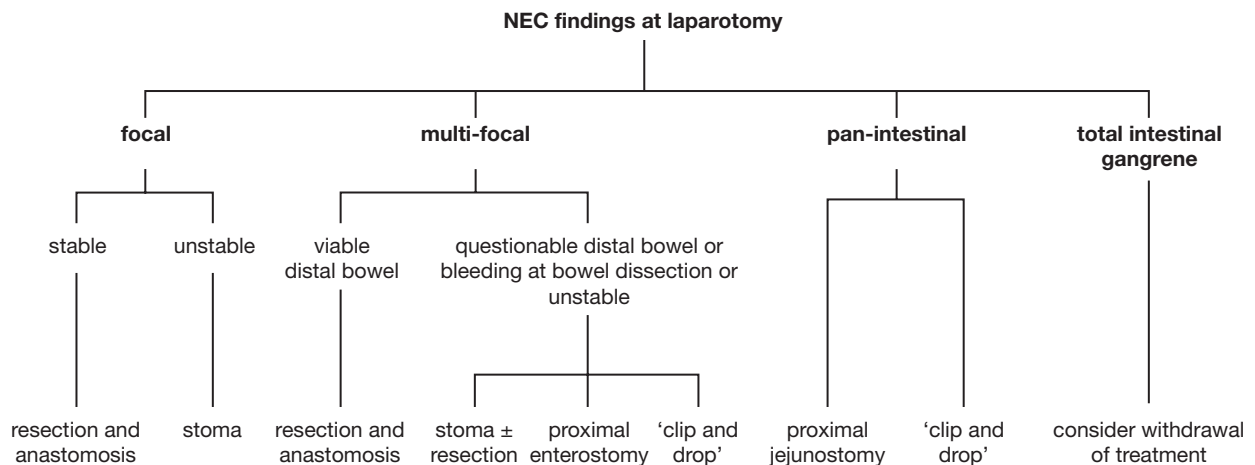 NEC findings at laparotomy
focal
multi-focal
pan-intestinal
total intestinal
gangrene
stable
unstable
viable
distal bowel
questionable distal bowel or
bleeding at bowel dissection or
unstable
resection and
anastomosis
stoma
resection and
anastomosis
stoma ±
resection
proximal
enterostomy
‘clip and
drop’
proximal
jejunostomy
‘clip and
drop’
consider withdrawal
of treatment